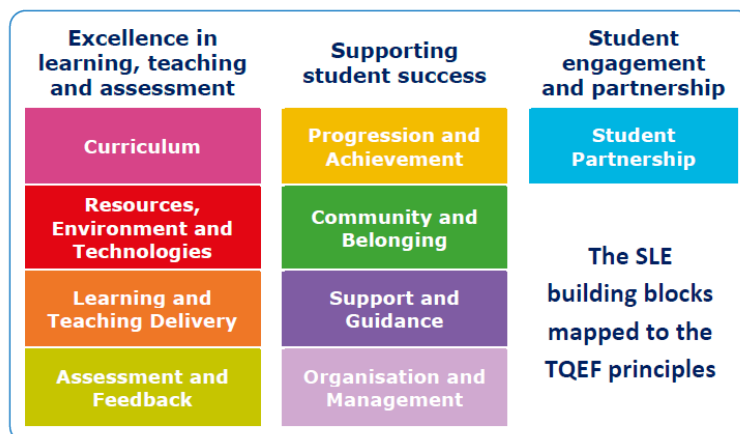 Excellence in
learning, teaching
and assessment
Curriculum
Resources,
Environment and
Technologies
Learning and
Teaching Delivery
Assessment and
Feedback
Supporting
student success
Progression and
Achievement
Community and
Belonging
Support and
Guidance
Organisation and
Management
Student
engagement
and partnership
Student
Partnership
The SLE
building blocks
mapped to the
TQEF principles